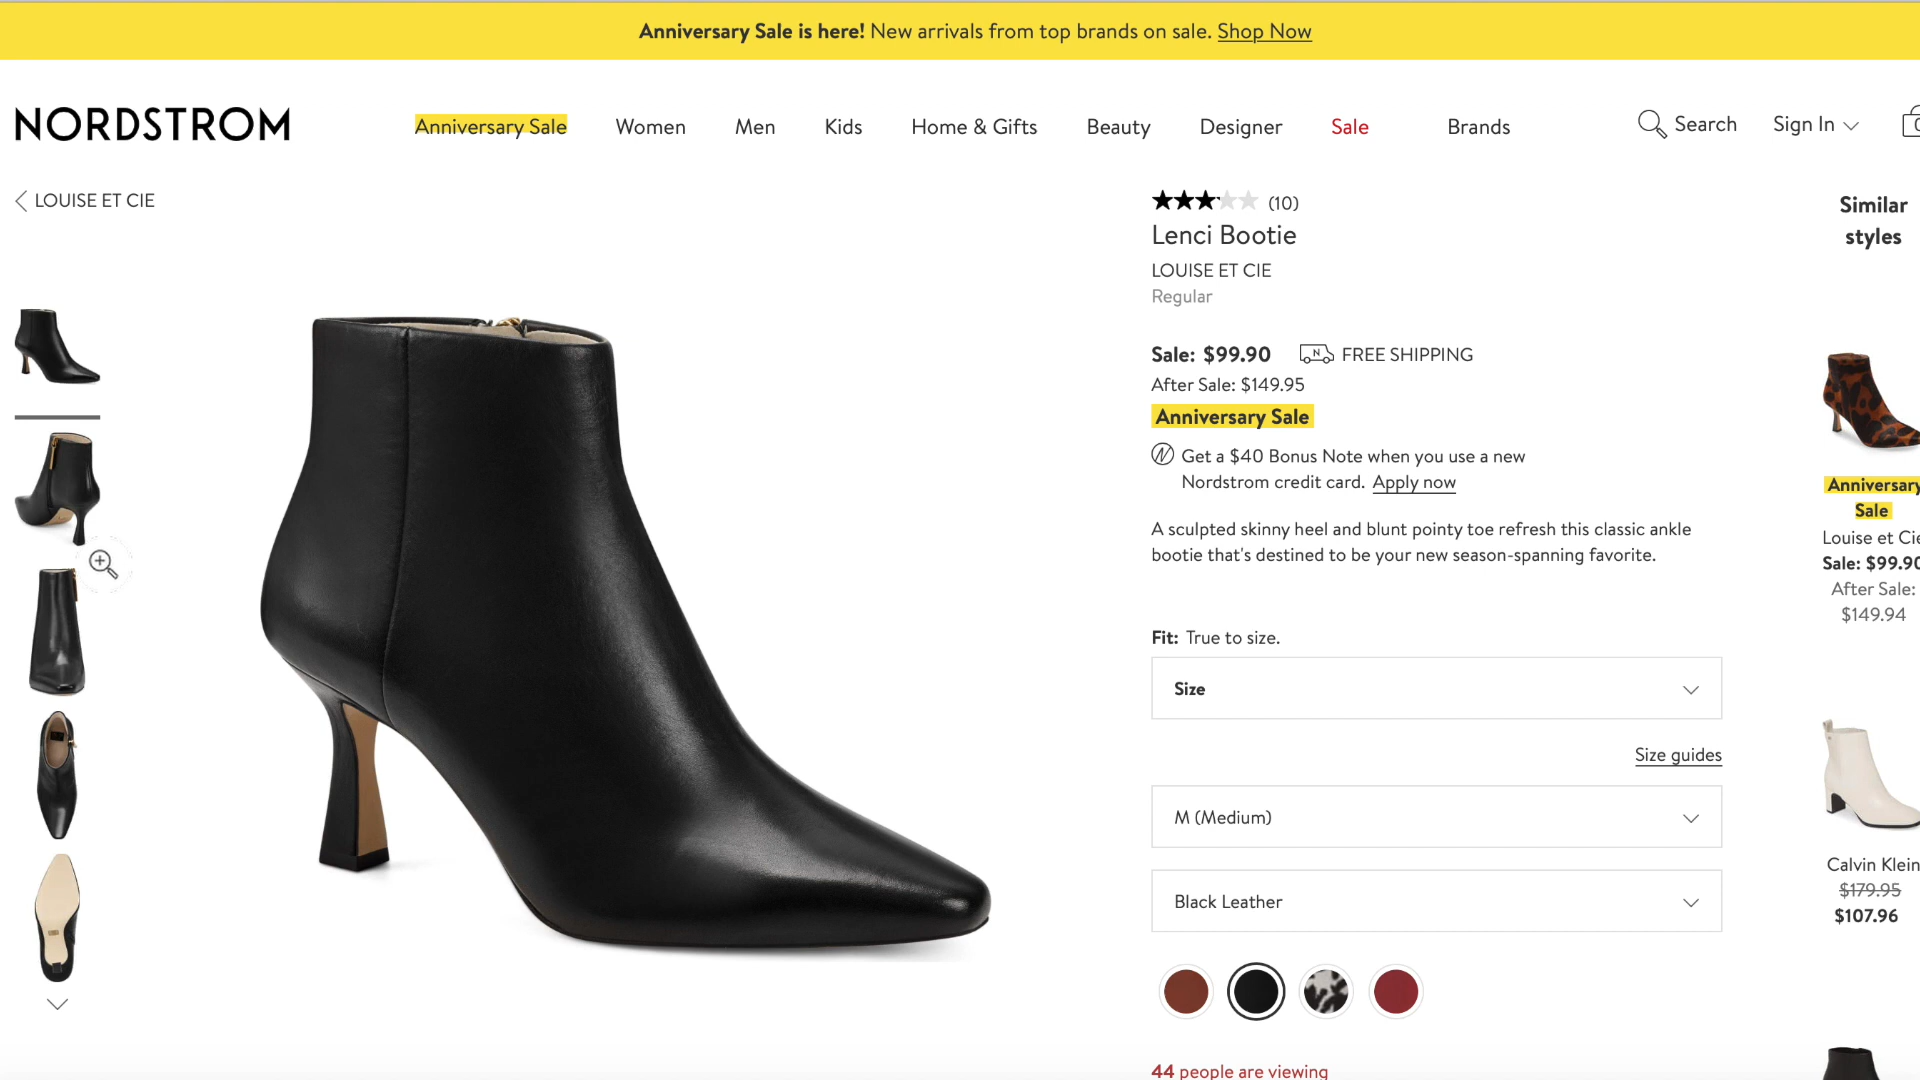 Anniversary Sale is here! New arrivals from top brands on sale. Shop Now
NORDSTROM
Anniversary Sale
Women
Men
Kids
Home & Gifts
Beauty
Designer
Sale
Brands
Search
Sign In
LOUISE ET CIE
(10)
Lenci Bootie
LOUISE ET CIE
Regular
Sale: $99.90
N
FREE SHIPPING
After Sale: $149.95
Anniversary Sale
Get a $40 Bonus Note when you use a new
Nordstrom credit card. Apply now
A sculpted skinny heel and blunt pointy toe refresh this classic ankle
bootie that's destined to be your new season-spanning favorite.
Fit: True to size.
Size
Size guides
M (Medium)
Black Leather
44 people are viewing
Similar
styles
Anniversary
Sale
Louise et Cie
Sale: $99.90
After Sale:
$149.94
Calvin Klein
$179.95
$107.96